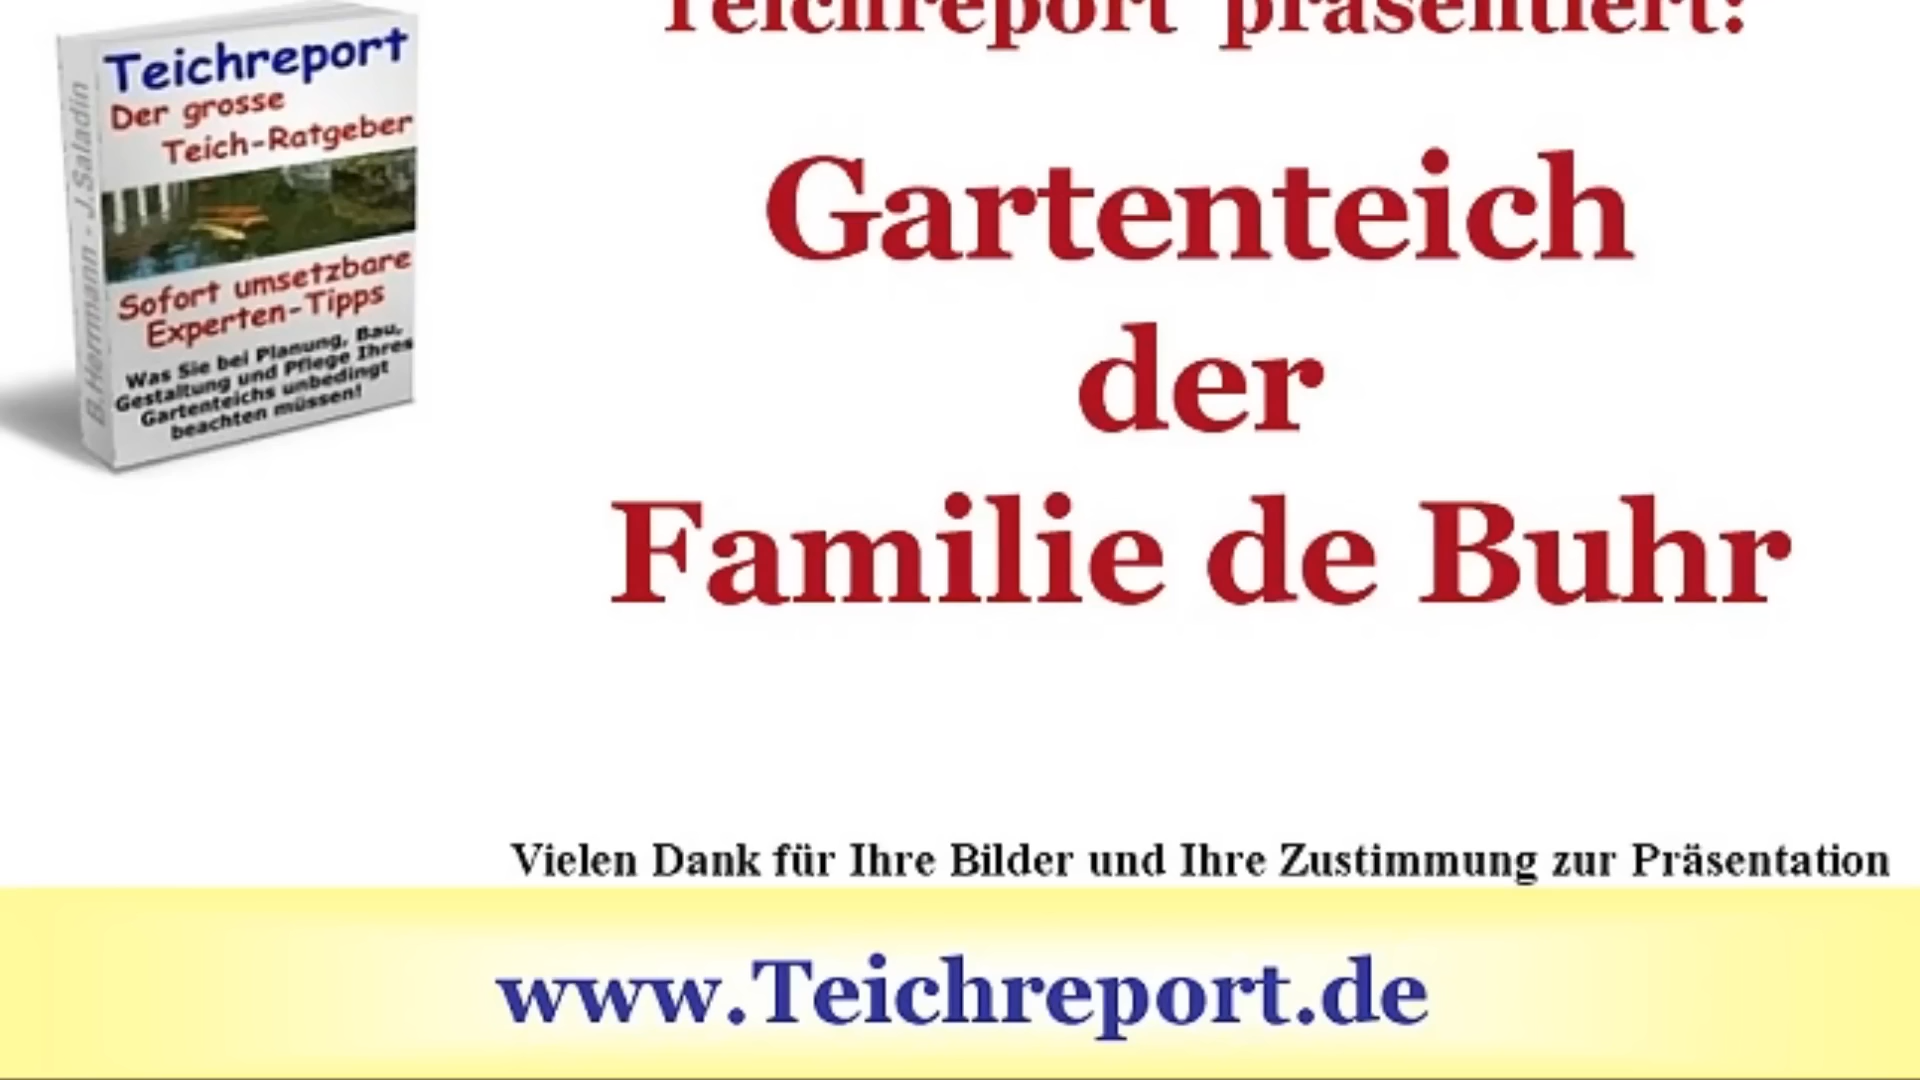 Teichreport präsentiert:
Gartenteich
der
Familie de Buhr
Teichreport
Der grosse
Teich-Ratgeber
Sofort umsetzbare
Experten-Tipps
Was Sie bei Planung, Bau,
Gestaltung und Pflege Ihres
Gartenteichs unbedingt
beachten müssen!
B.Herrmann - J.Saladin
Vielen Dank für Ihre Bilder und Ihre Zustimmung zur Präsentation
www.Teichreport.de